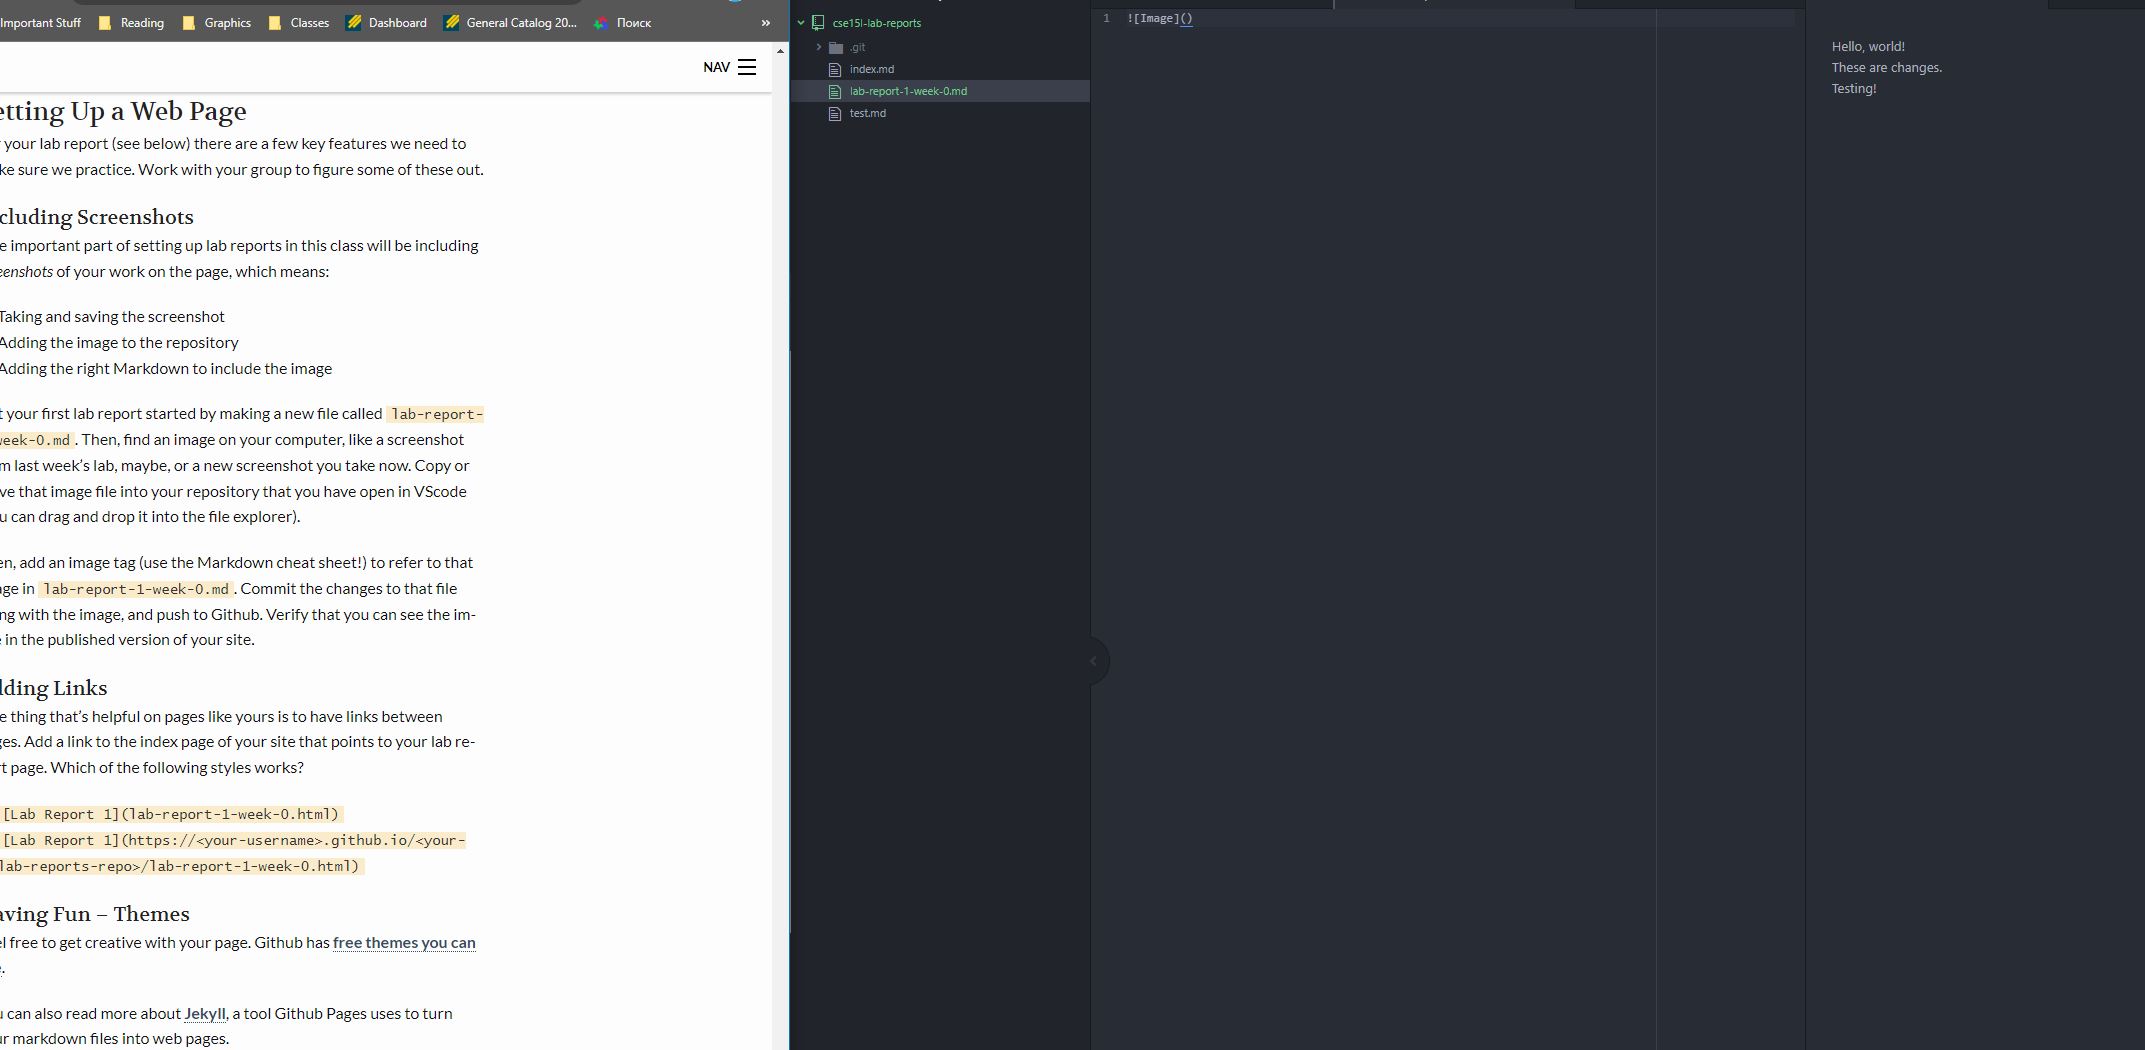 Important Stuff Reading Graphics Classes Dashboard General Catalog 20... Поиск »
NAV
etting Up a Web Page
your lab report (see below) there are a few key features we need to
ke sure we practice. Work with your group to figure some of these out.
cluding Screenshots
e important part of setting up lab reports in this class will be including
eenshots of your work on the page, which means:
Taking and saving the screenshot
Adding the image to the repository
Adding the right Markdown to include the image
t your first lab report started by making a new file called lab-report-
week-0.md. Then, find an image on your computer, like a screenshot
m last week's lab, maybe, or a new screenshot you take now. Copy or
ve that image file into your repository that you have open in VScode
u can drag and drop it into the file explorer).
en, add an image tag (use the Markdown cheat sheet!) to refer to that
age in lab-report-1-week-0.md. Commit the changes to that file
ng with the image, and push to Github. Verify that you can see the im-
e in the published version of your site.
dding Links
e thing that's helpful on pages like yours is to have links between
ges. Add a link to the index page of your site that points to your lab re-
t page. Which of the following styles works?
[Lab Report 1](lab-report-1-week-0.html)
[Lab Report 1](https://<your-username>.github.io/<your-
lab-reports-repo>/lab-report-1-week-0.html)
aving Fun – Themes
el free to get creative with your page. Github has free themes you can
e.
u can also read more about Jekyll, a tool Github Pages uses to turn
ur markdown files into web pages.
cse15l-lab-reports
.git
index.md
lab-report-1-week-0.md
test.md
1 ![Image]()
Hello, world!
These are changes.
Testing!